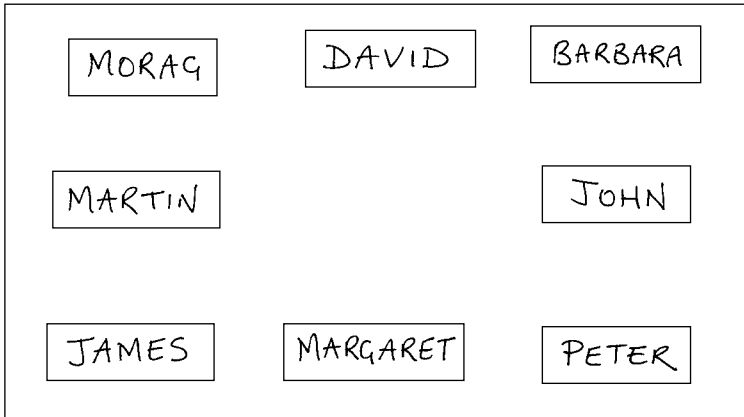 MORAG
DAVID
BARBARA
MARTIN
JOHN
JAMES
MARGARET
PETER